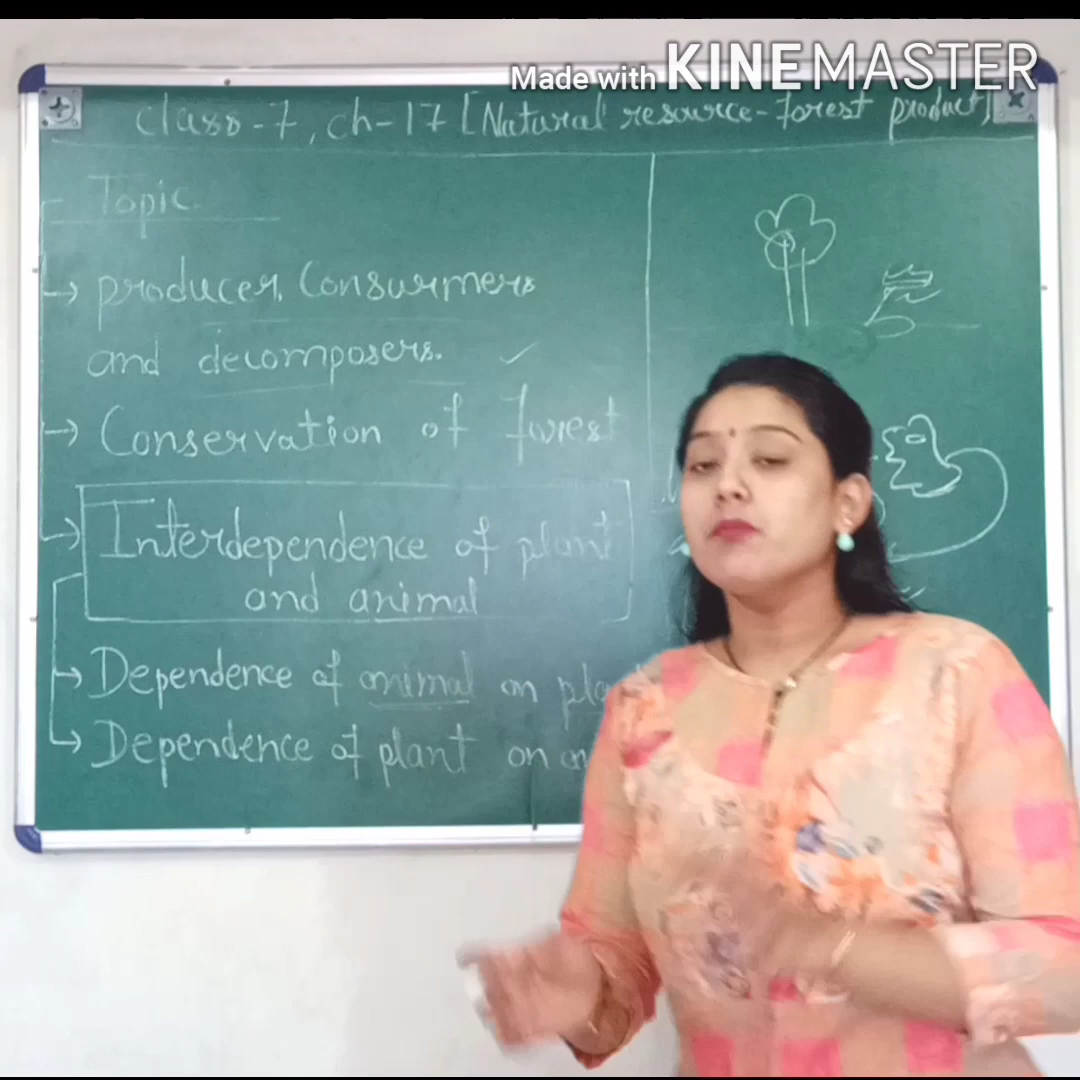 Made with KINEMASTER
class-7, ch-17 [Natural resource-forest product]
Topic.
→ producer, Consurmers
and decomposers. ✓
→ Conservation of forest
→ Interdependence of plant
and animal
→ Dependence of animal on
→ Dependence of plant on